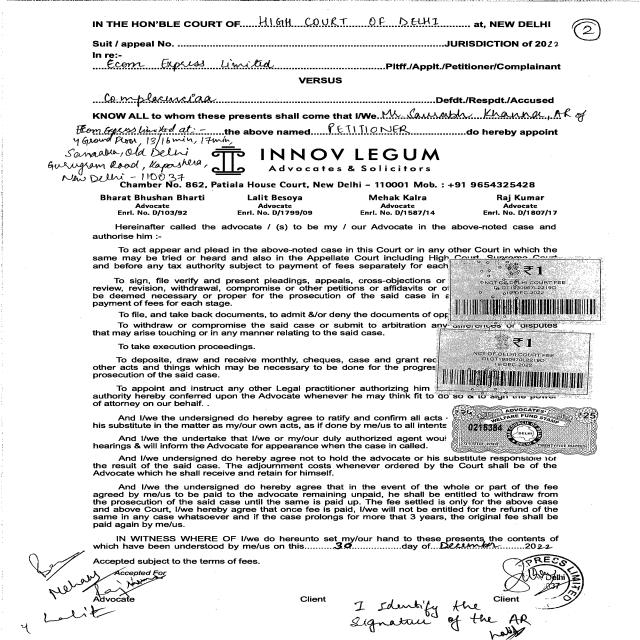 IN THE HON'BLE COURT OF HIGH COURT OF DELHI at, NEW DELHI
2
Suit / appeal No. JURISDICTION of 2022
In re:-
Ecom Express Limited Pltff./Applt./Petitioner/Complainant
VERSUS
Defdt./Respdt./Accused
KNOW ALL to whom these presents shall come that I/We Mr. Saurabh Khanna, AR of
Ecom Express Limited at:- the above named PETITIONER do hereby appoint
Ground Floor, 13/16 min, 17 min,
Samalka, Old Delhi
Gurugram Road, Kapashera,
New Delhi - 110037
INNOV LEGUM
Advocates & Solicitors
Chamber No. 862, Patiala House Court, New Delhi – 110001 Mob. : +91 9654325428
Bharat Bhushan Bharti Lalit Besoya Mehak Kalra Raj Kumar
Advocate Advocate Advocate Advocate
Enrl. No. D/103/92 Enrl. No. D/1799/09 Enrl. No. D/1587/14 Enrl. No. D/1807/17
Hereinafter called the advocate / (s) to be my / our Advocate in the above-noted case and
authorise him :-
To act appear and plead in the above-noted case in this Court or in any other Court in which the
same may be tried or heard and also in the Appellate Court including High Court, Supreme Court
and before any tax authority subject to payment of fees separately for each
₹1
To sign, file verify and present pleadings, appeals, cross-objections or
review, revision, withdrawal, compromise or other petitions or affidavits or
be deemed necessary or proper for the prosecution of the said case in
payment of fees for each stage.
NCT OF DELHI COURT FEE
DEC 2022
To file, and take back documents, to admit &/or deny the documents of
To withdraw or compromise the said case or submit to arbitration any differences or disputes
that may arise touching or in any manner relating to the said case.
To take execution proceedings.
₹1
NCT OF DELHI COURT FEE
DEC 2022
To deposite, draw and receive monthly, cheques, case and grant
other acts and things which may be necessary to be done for the
prosecution of the said case.
To appoint and instruct any other Legal practitioner authorizing him
authority hereby conferred upon the Advocate whenever he may think fit to do so & to sign the power
of attorney on our behalf.
25 ADVOCATES' 25
WELFARE FUND STAMP
0215384
And I/we the undersigned do hereby agree to ratify and confirm all acts
his substitute in the matter as my/our own acts, as if done by me/us to all intents
And I/we the undertake that I/we or my/our duly authorized agent
hearings & will inform the Advocate for appearance when the case in called.
And I/we the undersigned do hereby agree not to hold the advocate or his substitute responsible for
the result of the said case. The adjournment costs whenever ordered by the Court shall be of the
Advocate which he shall receive and retain for himself.
And I/we the undersigned do hereby agree that in the event of the whole or part of the fee
agreed by me/us to be paid to the advocate remaining unpaid, he shall be entitled to withdraw
from the prosecution of the said case until the same is paid up. The fee settled is only for the above case
and above Court, I/we hereby agree that once fee is paid, I/we will not be entitled for the refund of the
same in any case whatsoever and if the case prolongs for more that 3 years, the original fee shall be
paid again by me/us.
IN WITNESS WHERE OF I/we do hereunto set my/our hand to these presents, the contents of
which have been understood by me/us on this 30 day of December 2022
Accepted subject to the terms of fees.
Accepted For
Mehak
Lalit
Advocate Client Client
PRESS LIMITED
Delhi
I Identify the
signature of the AR